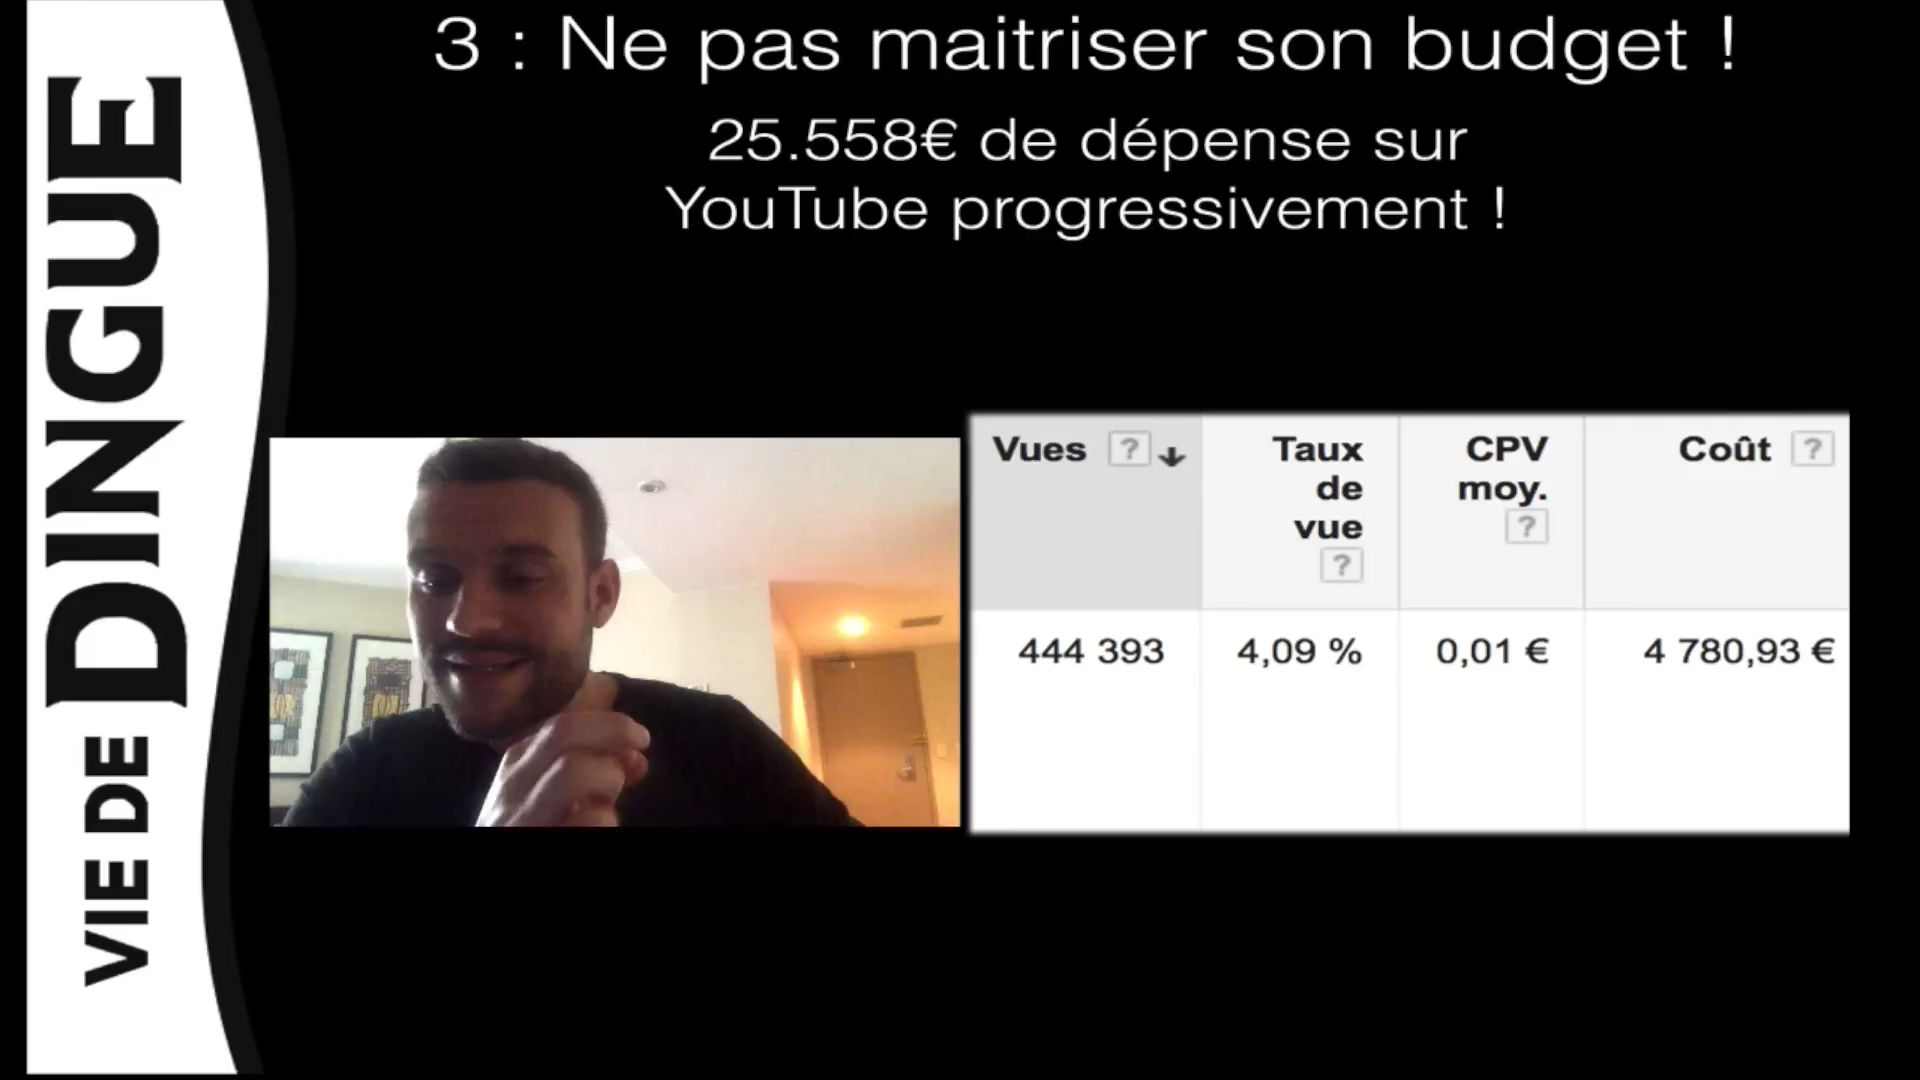 3 : Ne pas maitriser son budget !
25.558€ de dépense sur
YouTube progressivement !
VIE DE DINGUE
Vues ? Taux de vue ? CPV moy. ? Coût ?
444 393 4,09 % 0,01 € 4 780,93 €